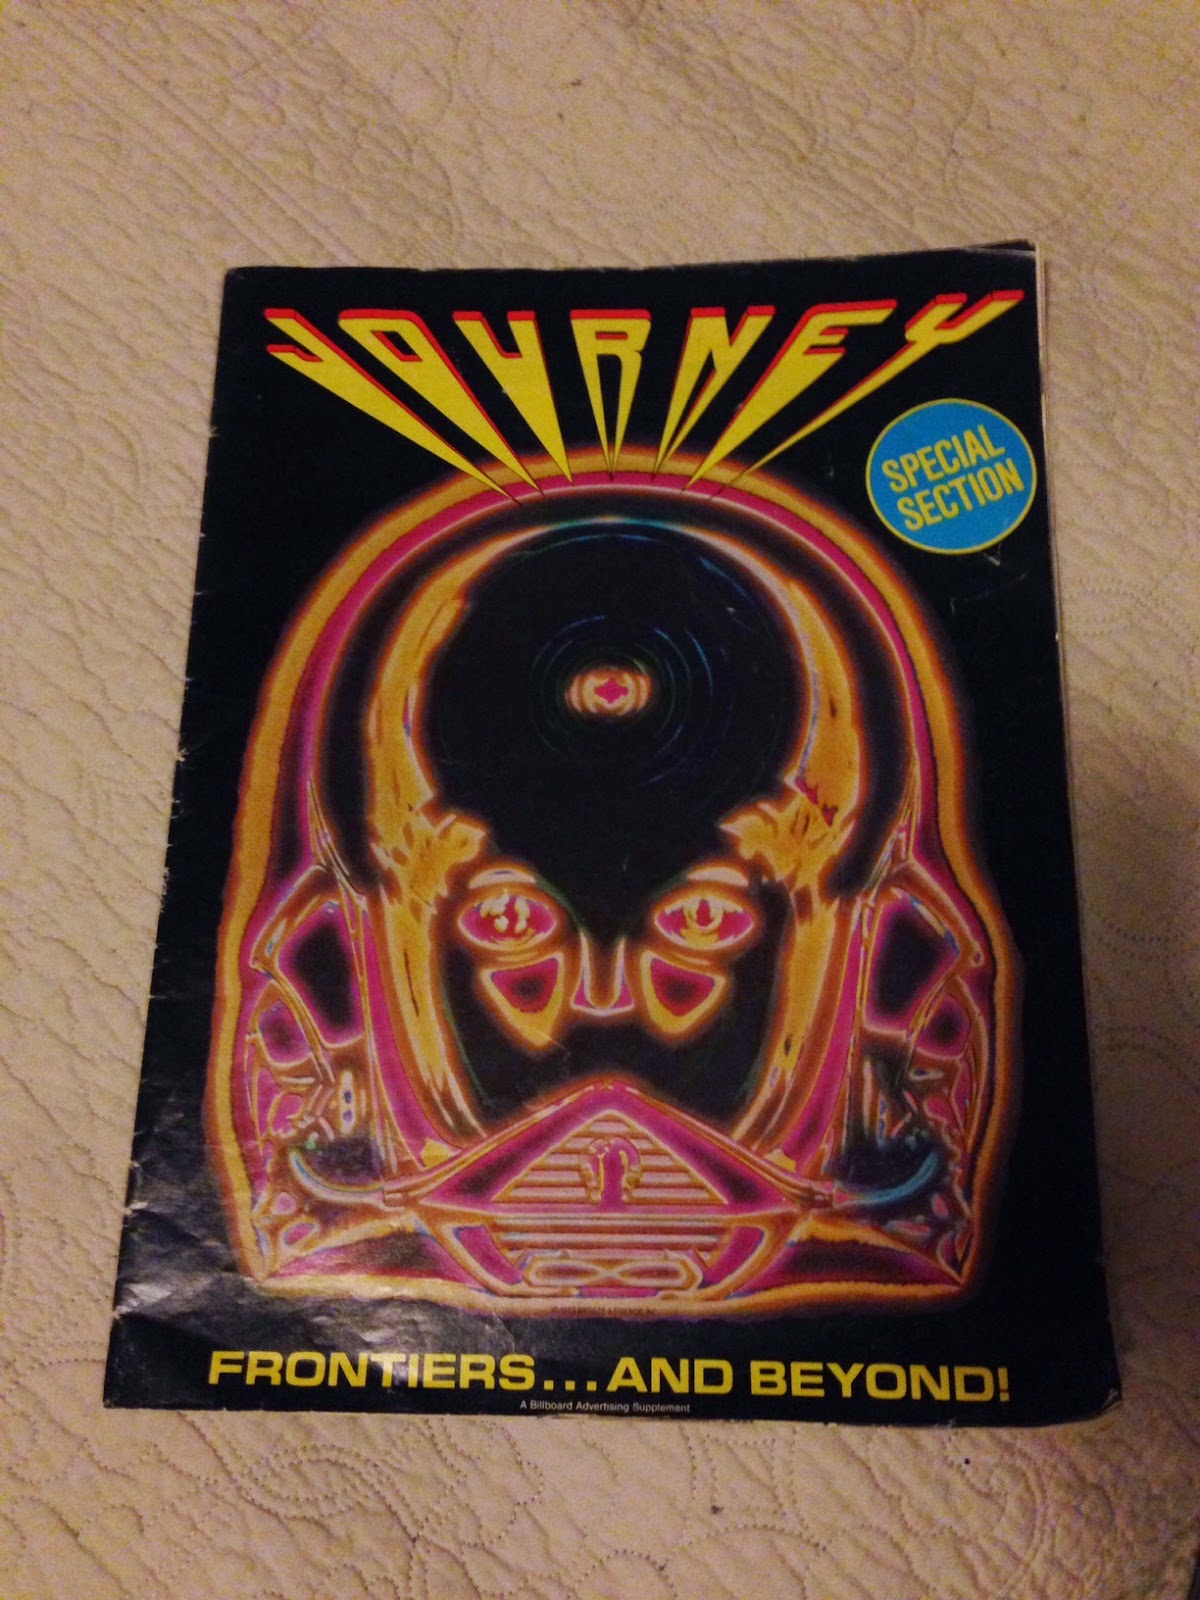 JOURNEY
SPECIAL
SECTION
FRONTIERS...AND BEYOND!
A Billboard Advertising Supplement